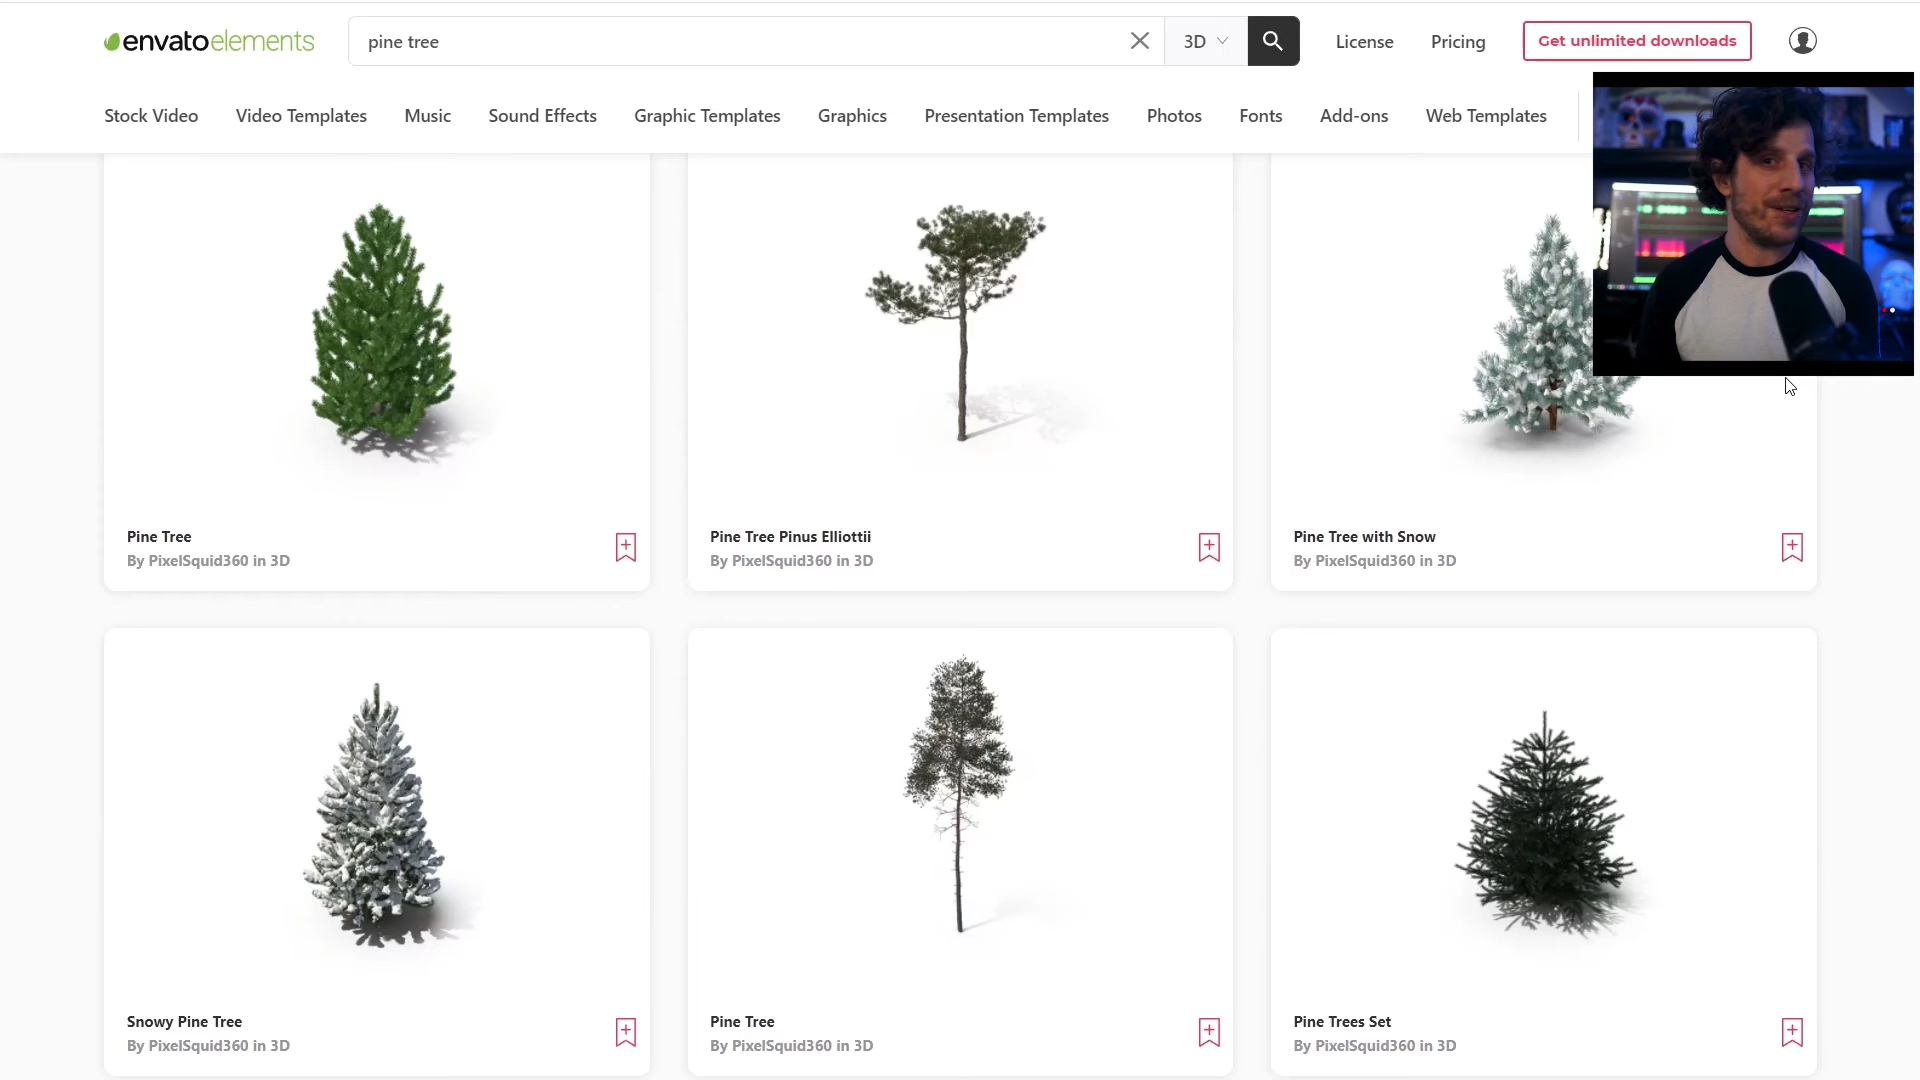 envatoelements
pine tree
3D
License
Pricing
Get unlimited downloads
Stock Video
Video Templates
Music
Sound Effects
Graphic Templates
Graphics
Presentation Templates
Photos
Fonts
Add-ons
Web Templates
Pine Tree
By PixelSquid360 in 3D
Pine Tree Pinus Elliottii
By PixelSquid360 in 3D
Pine Tree with Snow
By PixelSquid360 in 3D
Snowy Pine Tree
By PixelSquid360 in 3D
Pine Tree
By PixelSquid360 in 3D
Pine Trees Set
By PixelSquid360 in 3D